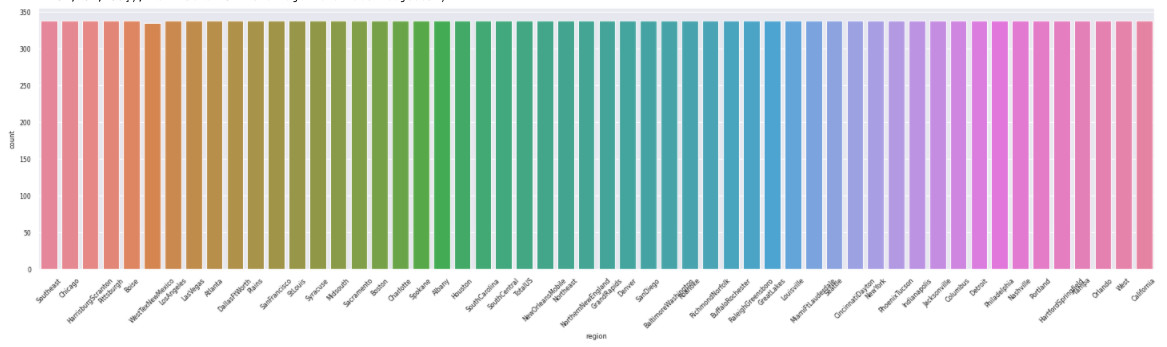 350
300
250
200
150
100
50
0
count
Southeast
Chicago
HarrisburgScranton
Pittsburgh
Boise
WestTexNewMexico
LosAngeles
LasVegas
Atlanta
DallasFtWorth
Plains
SanFrancisco
StLouis
Syracuse
Midsouth
Sacramento
Boston
Charlotte
Spokane
Albany
Houston
SouthCarolina
SouthCentral
TotalUS
NewOrleansMobile
Northeast
NorthernNewEngland
GrandRapids
Denver
SanDiego
BaltimoreWashington
Roanoke
RichmondNorfolk
BuffaloRochester
RaleighGreensboro
GreatLakes
Louisville
MiamiFtLauderdale
Seattle
CincinnatiDayton
NewYork
PhoenixTucson
Indianapolis
Jacksonville
Columbus
Detroit
Philadelphia
Nashville
Portland
HartfordSpringfield
Tampa
Orlando
West
California
region